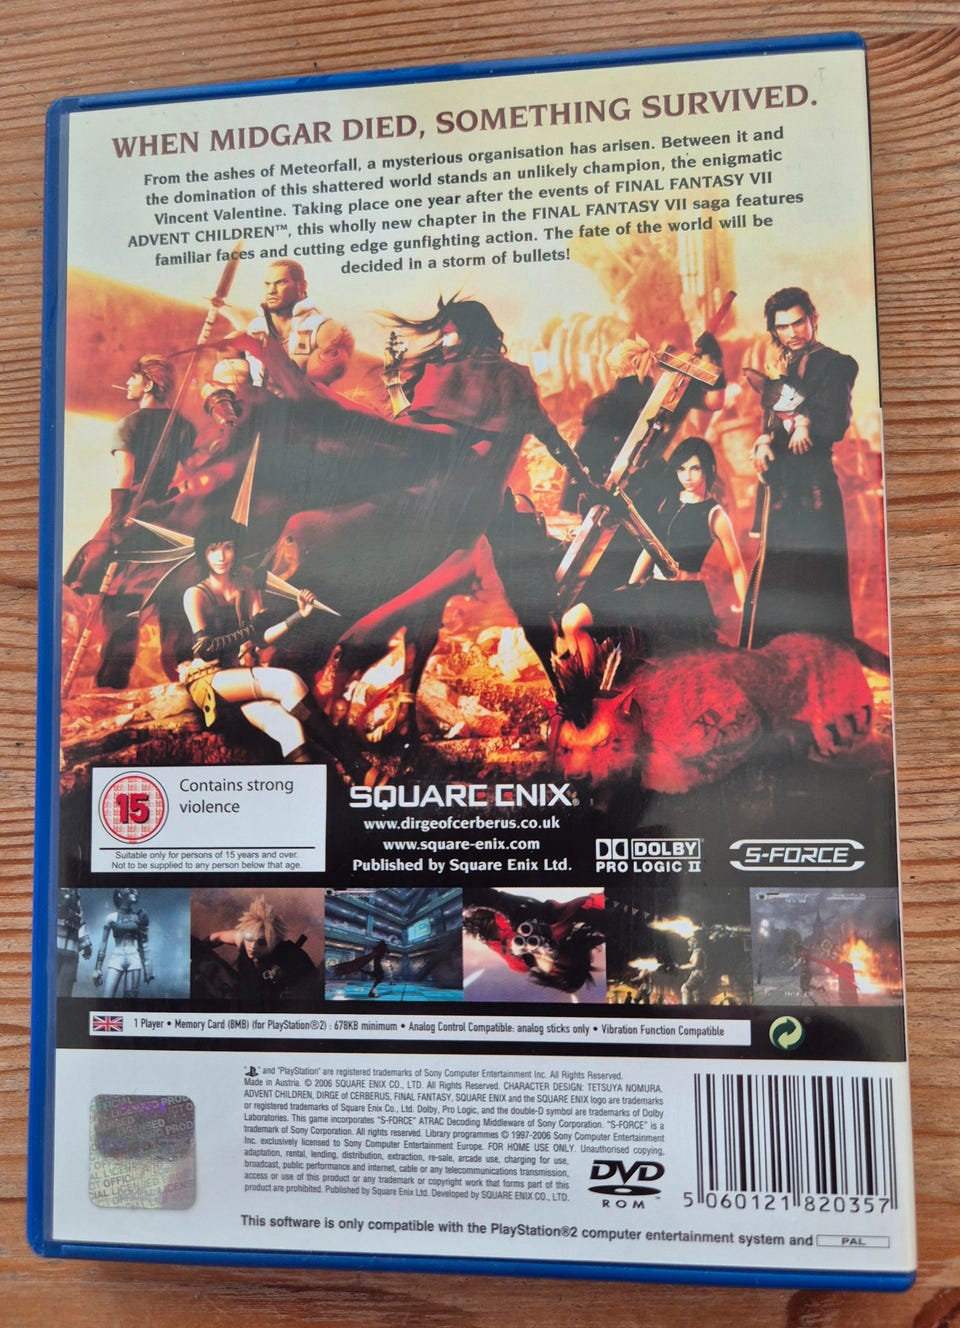 WHEN MIDGAR DIED, SOMETHING SURVIVED.
From the ashes of Meteorfall, a mysterious organisation has arisen. Between it and
the domination of this shattered world stands an unlikely champion, the enigmatic
Vincent Valentine. Taking place one year after the events of FINAL FANTASY VII
ADVENT CHILDREN™, this wholly new chapter in the FINAL FANTASY VII saga features
familiar faces and cutting edge gunfighting action. The fate of the world will be
decided in a storm of bullets!
15
Contains strong
violence
Suitable only for persons of 15 years and over.
Not to be supplied to any person below that age.
SQUARE ENIX®
www.dirgeofcerberus.co.uk
www.square-enix.com
Published by Square Enix Ltd.
DOLBY
PRO LOGIC II
S-FORCE
1 Player • Memory Card (8MB) (for PlayStation®2) : 678KB minimum • Analog Control Compatible: analog sticks only • Vibration Function Compatible
and "PlayStation" are registered trademarks of Sony Computer Entertainment Inc. All Rights Reserved.
Made in Austria. © 2006 SQUARE ENIX CO., LTD. All Rights Reserved. CHARACTER DESIGN: TETSUYA NOMURA.
ADVENT CHILDREN, DIRGE of CERBERUS, FINAL FANTASY, SQUARE ENIX and the SQUARE ENIX logo are trademarks
or registered trademarks of Square Enix Co., Ltd. Dolby, Pro Logic, and the double-D symbol are trademarks of Dolby
Laboratories. This game incorporates "S-FORCE" ATRAC Decoding Middleware of Sony Corporation. "S-FORCE" is a
trademark of Sony Corporation. All rights reserved. Library programmes © 1997-2006 Sony Computer Entertainment
Inc. exclusively licensed to Sony Computer Entertainment Europe. FOR HOME USE ONLY. Unauthorised copying,
adaptation, rental, lending, distribution, extraction, re-sale, arcade use, charging for use,
broadcast, public performance and internet, cable or any telecommunications transmission,
access or use of this product or any trademark or copyright work that forms part of this
product are prohibited. Published by Square Enix Ltd. Developed by SQUARE ENIX CO., LTD.
DVD
ROM
5 060121 820357
This software is only compatible with the PlayStation®2 computer entertainment system and PAL